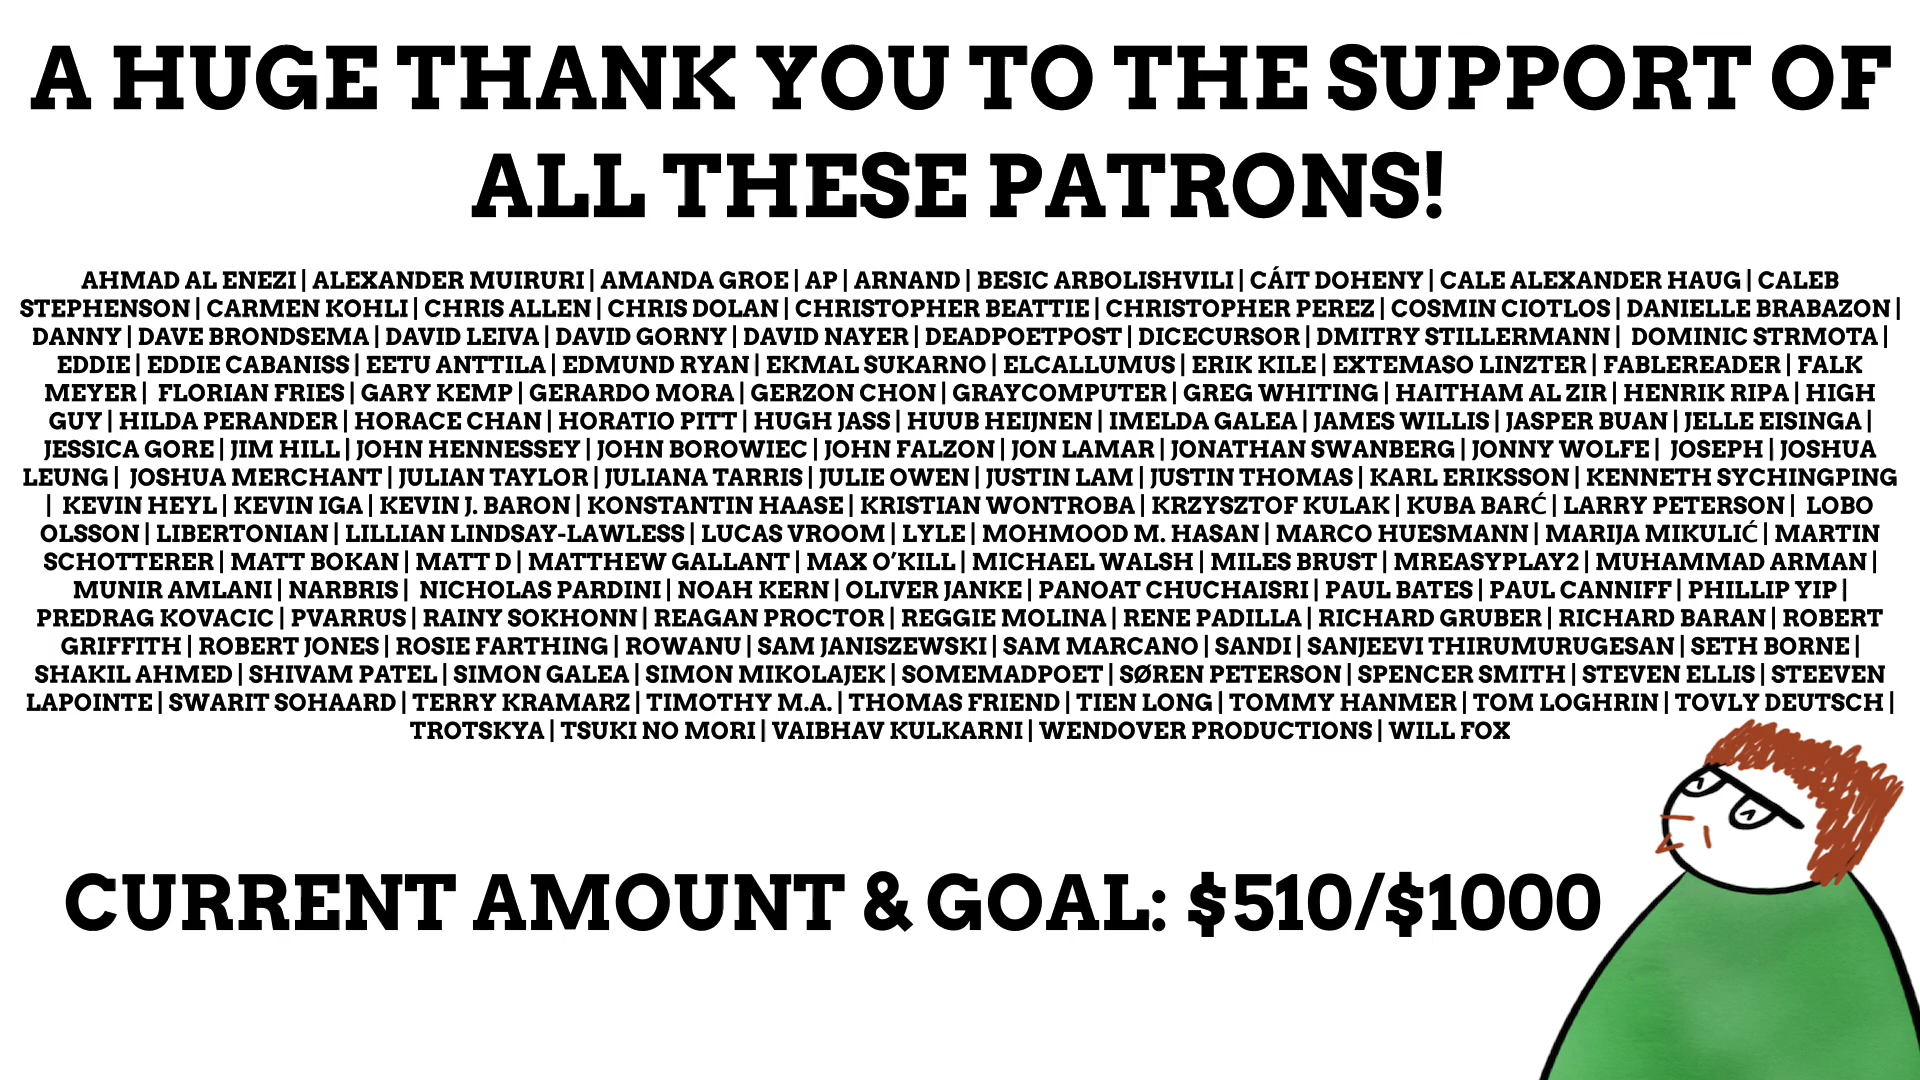 A HUGE THANK YOU TO THE SUPPORT OF
ALL THESE PATRONS!
AHMAD AL ENEZI | ALEXANDER MUIRURI | AMANDA GROE | AP | ARNAND | BESIC ARBOLISHVILI | CÁIT DOHENY | CALE ALEXANDER HAUG | CALEB
STEPHENSON | CARMEN KOHLI | CHRIS ALLEN | CHRIS DOLAN | CHRISTOPHER BEATTIE | CHRISTOPHER PEREZ | COSMIN CIOTLOS | DANIELLE BRABAZON |
DANNY | DAVE BRONDSEMA | DAVID LEIVA | DAVID GORNY | DAVID NAYER | DEADPOETPOST | DICECURSOR | DMITRY STILLERMANN | DOMINIC STRMOTA |
EDDIE | EDDIE CABANISS | EETU ANTTILA | EDMUND RYAN | EKMAL SUKARNO | ELCALLUMUS | ERIK KILE | EXTEMASO LINZTER | FABLEREADER | FALK
MEYER | FLORIAN FRIES | GARY KEMP | GERARDO MORA | GERZON CHON | GRAYCOMPUTER | GREG WHITING | HAITHAM AL ZIR | HENRIK RIPA | HIGH
GUY | HILDA PERANDER | HORACE CHAN | HORATIO PITT | HUGH JASS | HUUB HEIJNEN | IMELDA GALEA | JAMES WILLIS | JASPER BUAN | JELLE EISINGA |
JESSICA GORE | JIM HILL | JOHN HENNESSEY | JOHN BOROWIEC | JOHN FALZON | JON LAMAR | JONATHAN SWANBERG | JONNY WOLFE | JOSEPH | JOSHUA
LEUNG | JOSHUA MERCHANT | JULIAN TAYLOR | JULIANA TARRIS | JULIE OWEN | JUSTIN LAM | JUSTIN THOMAS | KARL ERIKSSON | KENNETH SYCHINGPING
| KEVIN HEYL | KEVIN IGA | KEVIN J. BARON | KONSTANTIN HAASE | KRISTIAN WONTROBA | KRZYSZTOF KULAK | KUBA BARĆ | LARRY PETERSON | LOBO
OLSSON | LIBERTONIAN | LILLIAN LINDSAY-LAWLESS | LUCAS VROOM | LYLE | MOHMOOD M. HASAN | MARCO HUESMANN | MARIJA MIKULIĆ | MARTIN
SCHOTTERER | MATT BOKAN | MATT D | MATTHEW GALLANT | MAX O’KILL | MICHAEL WALSH | MILES BRUST | MREASYPLAY2 | MUHAMMAD ARMAN |
MUNIR AMLANI | NARBRIS | NICHOLAS PARDINI | NOAH KERN | OLIVER JANKE | PANOAT CHUCHAISRI | PAUL BATES | PAUL CANNIFF | PHILLIP YIP |
PREDRAG KOVACIC | PVARRUS | RAINY SOKHONN | REAGAN PROCTOR | REGGIE MOLINA | RENE PADILLA | RICHARD GRUBER | RICHARD BARAN | ROBERT
GRIFFITH | ROBERT JONES | ROSIE FARTHING | ROWANU | SAM JANISZEWSKI | SAM MARCANO | SANDI | SANJEEVI THIRUMURUGESAN | SETH BORNE |
SHAKIL AHMED | SHIVAM PATEL | SIMON GALEA | SIMON MIKOLAJEK | SOMEMADPOET | SØREN PETERSON | SPENCER SMITH | STEVEN ELLIS | STEEVEN
LAPOINTE | SWARIT SOHAARD | TERRY KRAMARZ | TIMOTHY M.A. | THOMAS FRIEND | TIEN LONG | TOMMY HANMER | TOM LOGHRIN | TOVLY DEUTSCH |
TROTSKYA | TSUKI NO MORI | VAIBHAV KULKARNI | WENDOVER PRODUCTIONS | WILL FOX
CURRENT AMOUNT & GOAL: $510/$1000